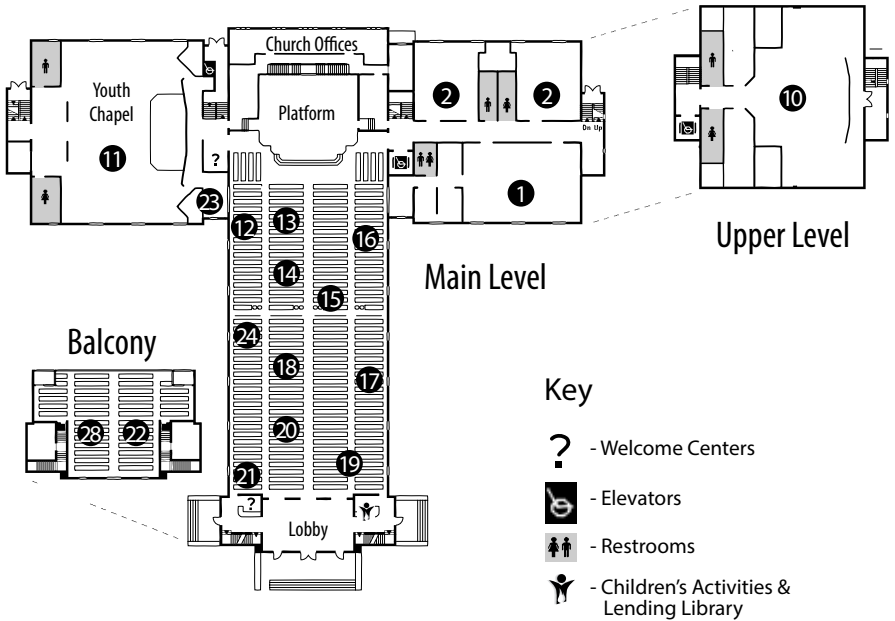 Church Offices
Youth
Chapel
Platform
2
2
10
11
Dn Up
?
1
23
12
13
16
Upper Level
14
Main Level
15
24
Balcony
18
17
Key
28
22
20
? - Welcome Centers
19
21
- Elevators
?
Lobby
- Restrooms
- Children's Activities &
Lending Library